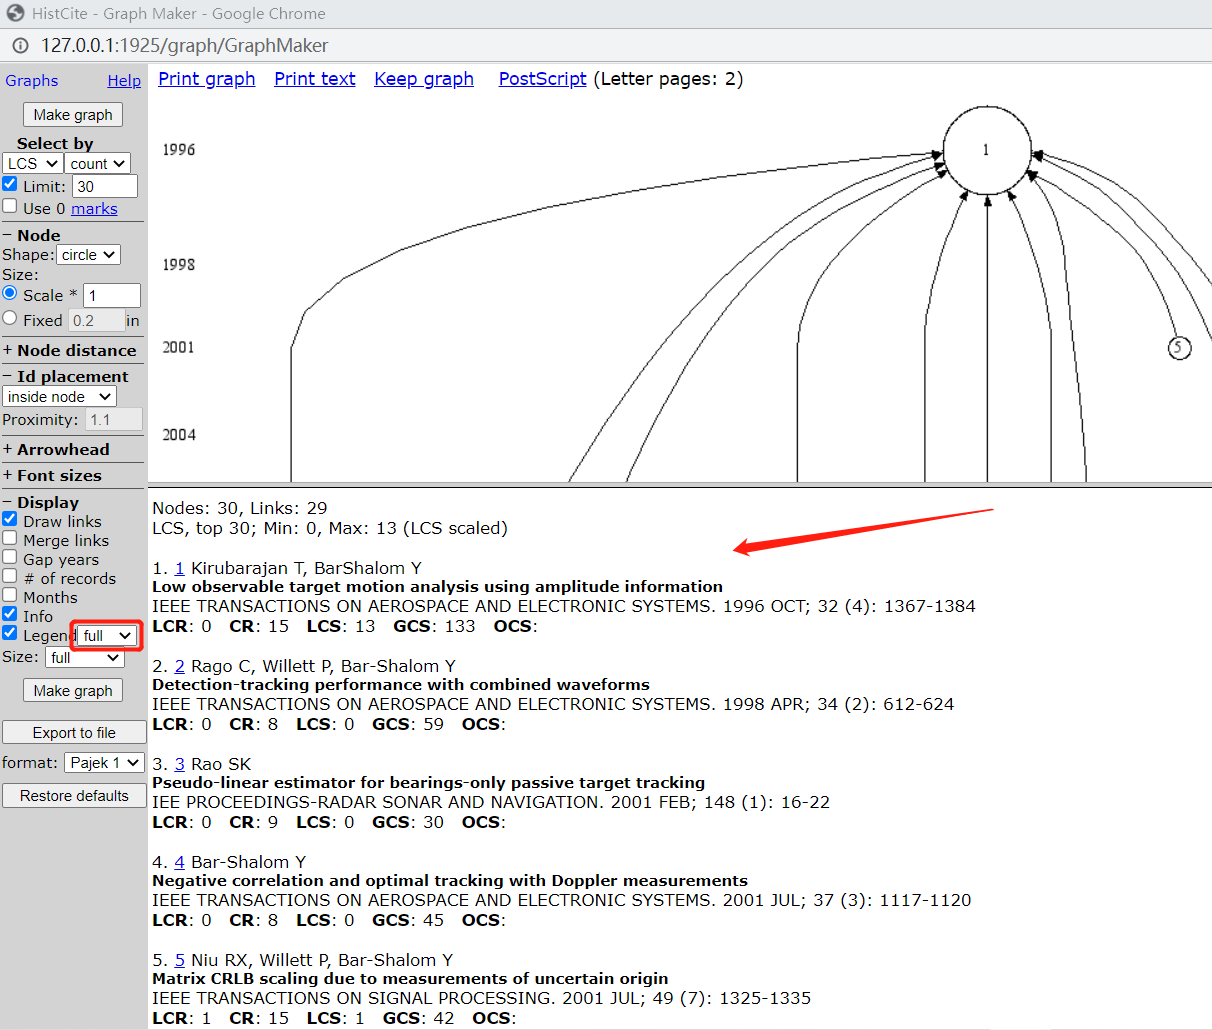 HistCite - Graph Maker - Google Chrome
127.0.0.1:1925/graph/GraphMaker
Graphs Help
Make graph
Select by
LCS count
Limit: 30
Use 0 marks
− Node
Shape: circle
Size:
Scale * 1
Fixed 0.2 in
+ Node distance
− Id placement
inside node
Proximity: 1.1
+ Arrowhead
+ Font sizes
− Display
Draw links
Merge links
Gap years
# of records
Months
Info
Legend full
Size: full
Make graph
Export to file
format: Pajek 1
Restore defaults
Print graph Print text Keep graph PostScript (Letter pages: 2)
1996
1
1998
2001
5
2004
Nodes: 30, Links: 29
LCS, top 30; Min: 0, Max: 13 (LCS scaled)
1. 1 Kirubarajan T, BarShalom Y
Low observable target motion analysis using amplitude information
IEEE TRANSACTIONS ON AEROSPACE AND ELECTRONIC SYSTEMS. 1996 OCT; 32 (4): 1367-1384
LCR: 0 CR: 15 LCS: 13 GCS: 133 OCS:
2. 2 Rago C, Willett P, Bar-Shalom Y
Detection-tracking performance with combined waveforms
IEEE TRANSACTIONS ON AEROSPACE AND ELECTRONIC SYSTEMS. 1998 APR; 34 (2): 612-624
LCR: 0 CR: 8 LCS: 0 GCS: 59 OCS:
3. 3 Rao SK
Pseudo-linear estimator for bearings-only passive target tracking
IEE PROCEEDINGS-RADAR SONAR AND NAVIGATION. 2001 FEB; 148 (1): 16-22
LCR: 0 CR: 9 LCS: 0 GCS: 30 OCS:
4. 4 Bar-Shalom Y
Negative correlation and optimal tracking with Doppler measurements
IEEE TRANSACTIONS ON AEROSPACE AND ELECTRONIC SYSTEMS. 2001 JUL; 37 (3): 1117-1120
LCR: 0 CR: 8 LCS: 0 GCS: 45 OCS:
5. 5 Niu RX, Willett P, Bar-Shalom Y
Matrix CRLB scaling due to measurements of uncertain origin
IEEE TRANSACTIONS ON SIGNAL PROCESSING. 2001 JUL; 49 (7): 1325-1335
LCR: 1 CR: 15 LCS: 1 GCS: 42 OCS: